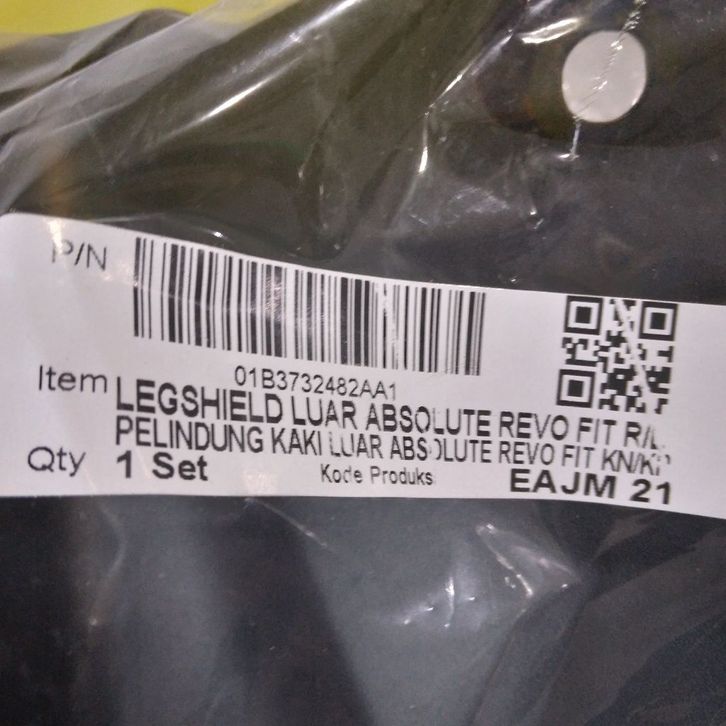 P/N
01B3732482AA1
Item LEGSHIELD LUAR ABSOLUTE REVO FIT R/L
PELINDUNG KAKI LUAR ABSOLUTE REVO FIT KN/KR
Qty 1 Set Kode Produks EAJM 21